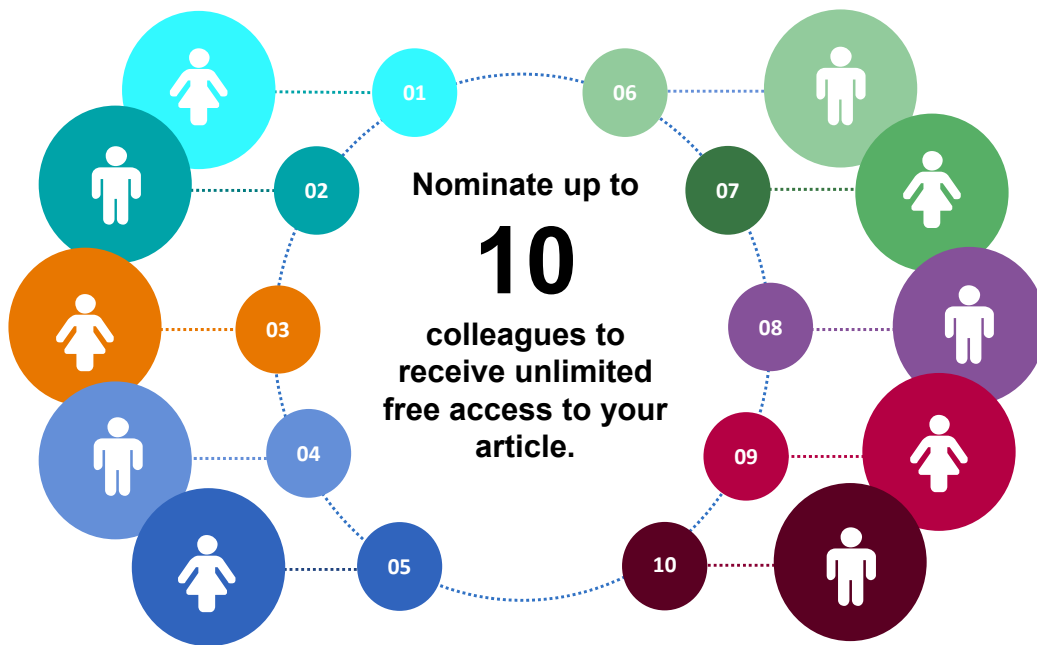 01
02
03
04
05
Nominate up to
10
colleagues to
receive unlimited
free access to your
article.
06
07
08
09
10